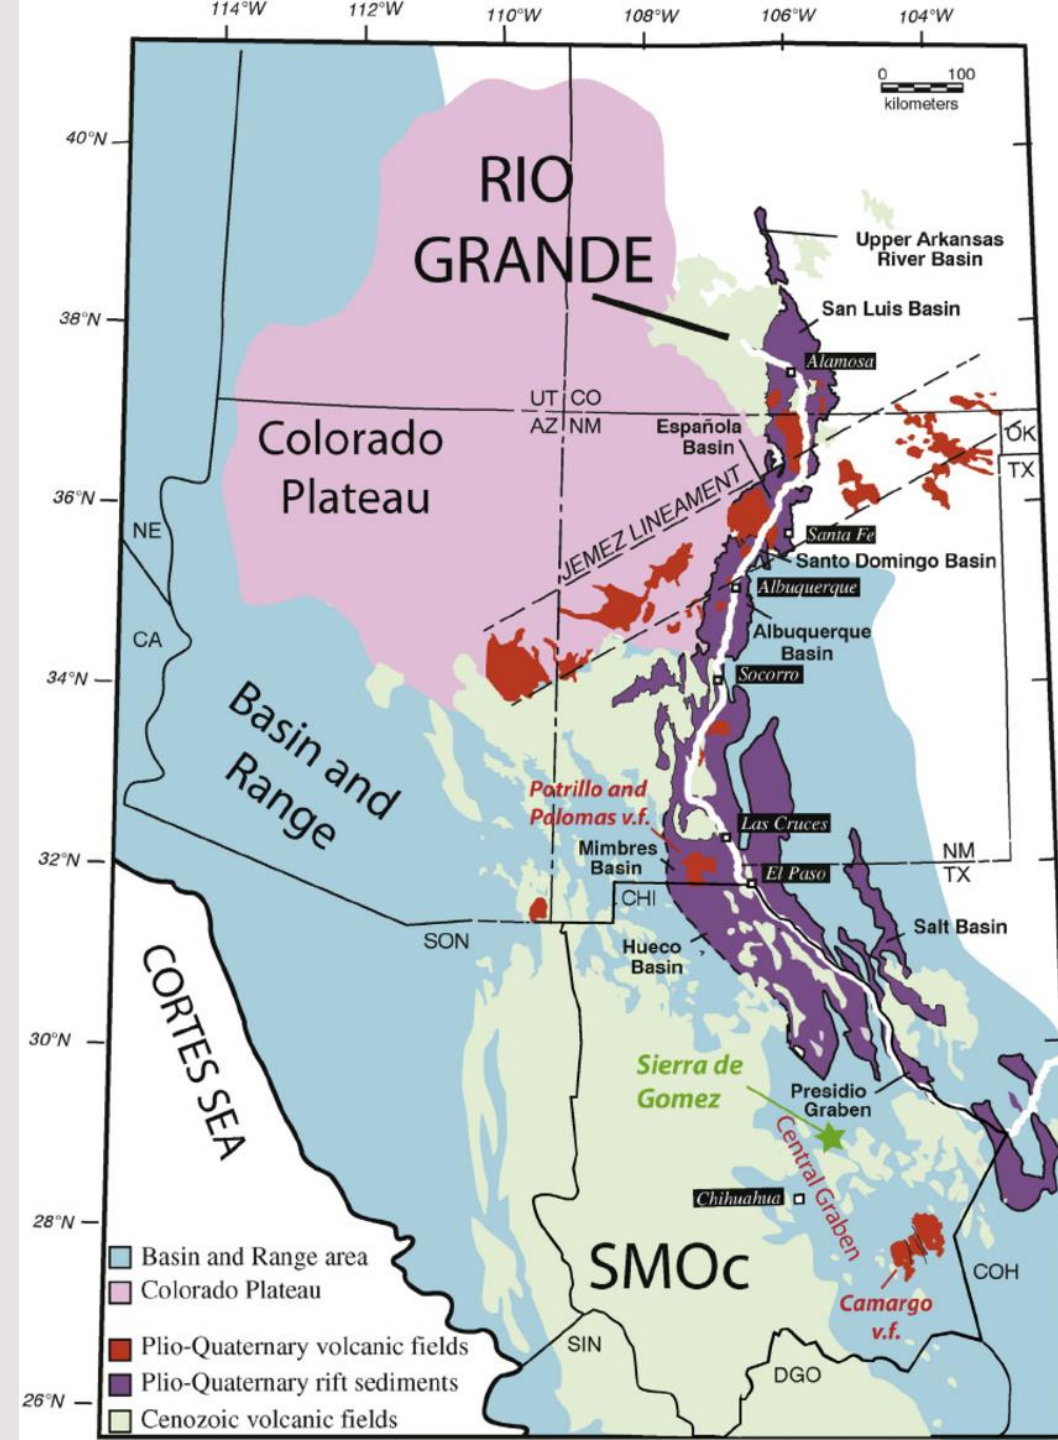 114°W
112°W
110°W
108°W
106°W
104°W
0 100
kilometers
40°N
RIO
GRANDE
Upper Arkansas
River Basin
38°N
San Luis Basin
Alamosa
UT CO
AZ NM
Española
Basin
OK
TX
Colorado
Plateau
36°N
JEMEZ LINEAMENT
NE
Santa Fe
Santo Domingo Basin
Albuquerque
CA
Albuquerque
Basin
34°N
Socorro
Basin and
Range
Potrillo and
Palomas v.f.
Las Cruces
32°N
Mimbres
Basin
NM
TX
El Paso
CHI
SON
Hueco
Basin
Salt Basin
CORTES SEA
30°N
Sierra de
Gomez
Presidio
Graben
Central Graben
Chihuahua
28°N
SMOc
COH
Camargo
v.f.
SIN
DGO
26°N
Basin and Range area
Colorado Plateau
Plio-Quaternary volcanic fields
Plio-Quaternary rift sediments
Cenozoic volcanic fields